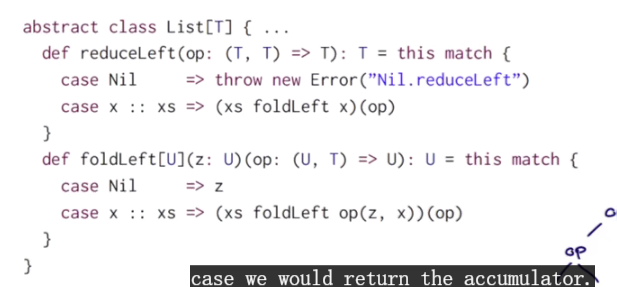 abstract class List[T] { ...
  def reduceLeft(op: (T, T) => T): T = this match {
    case Nil     => throw new Error("Nil.reduceLeft")
    case x :: xs => (xs foldLeft x)(op)
  }
  def foldLeft[U](z: U)(op: (U, T) => U): U = this match {
    case Nil     => z
    case x :: xs => (xs foldLeft op(z, x))(op)
  }
}
op
case we would return the accumulator.